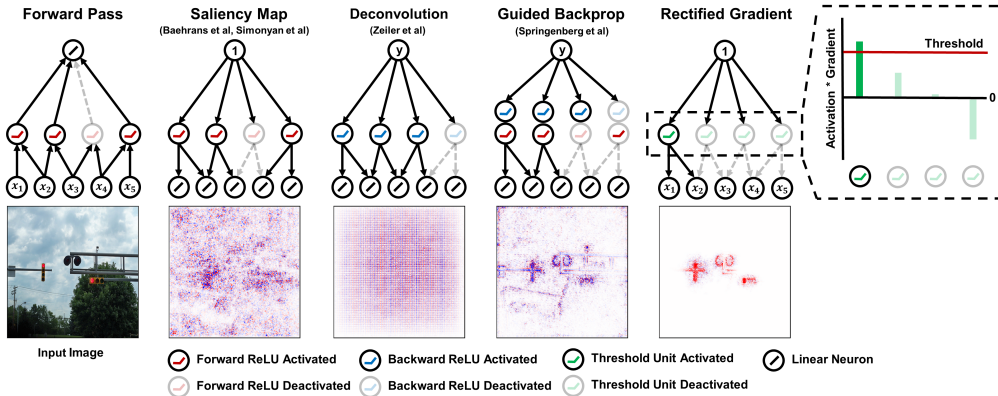 Forward Pass
Saliency Map
(Baehrans et al, Simonyan et al)
Deconvolution
(Zeiler et al)
Guided Backprop
(Springenberg et al)
Rectified Gradient
1
y
y
1
x1 x2 x3 x4 x5
x1 x2 x3 x4 x5
Activation * Gradient
Threshold
0
Input Image
Forward ReLU Activated
Backward ReLU Activated
Threshold Unit Activated
Linear Neuron
Forward ReLU Deactivated
Backward ReLU Deactivated
Threshold Unit Deactivated